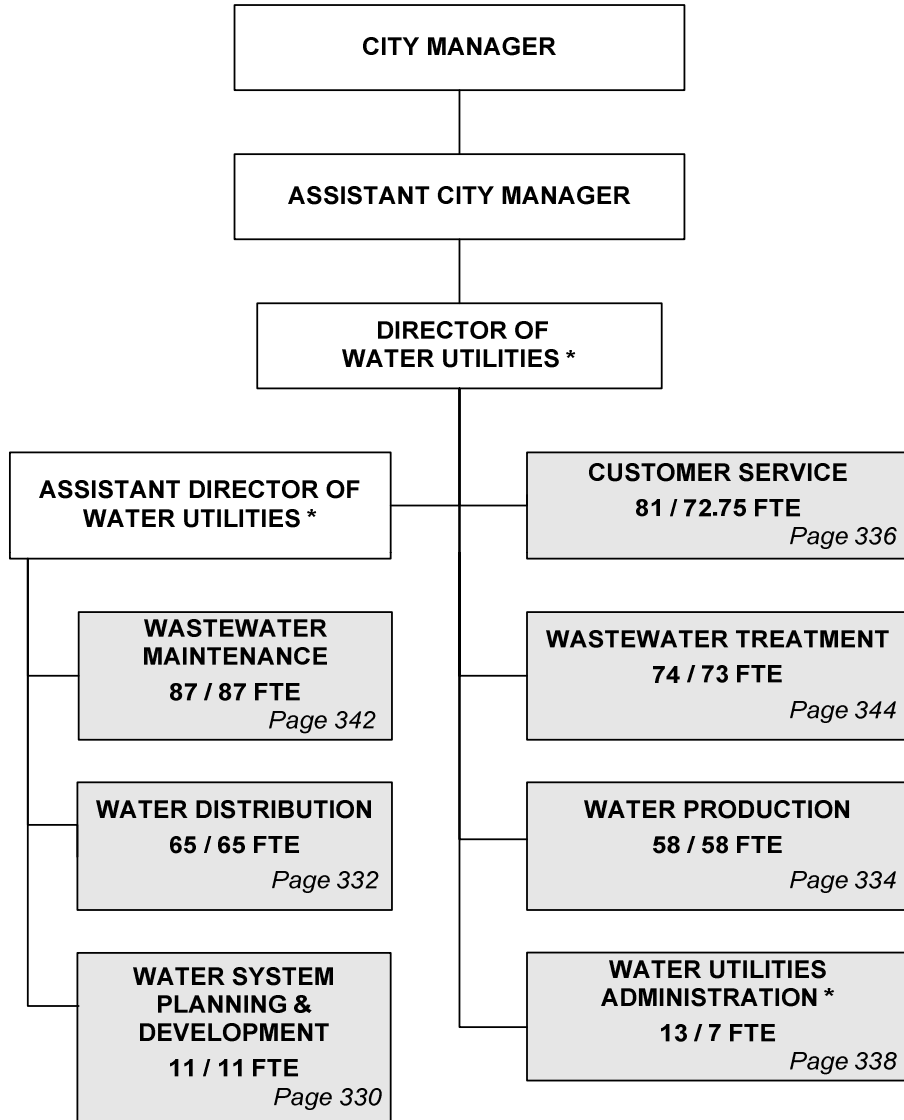 CITY MANAGER
ASSISTANT CITY MANAGER
DIRECTOR OF
WATER UTILITIES *
ASSISTANT DIRECTOR OF
WATER UTILITIES *
WASTEWATER
MAINTENANCE
87 / 87 FTE
Page 342
WATER DISTRIBUTION
65 / 65 FTE
Page 332
WATER SYSTEM
PLANNING &
DEVELOPMENT
11 / 11 FTE
Page 330
CUSTOMER SERVICE
81 / 72.75 FTE
Page 336
WASTEWATER TREATMENT
74 / 73 FTE
Page 344
WATER PRODUCTION
58 / 58 FTE
Page 334
WATER UTILITIES
ADMINISTRATION *
13 / 7 FTE
Page 338